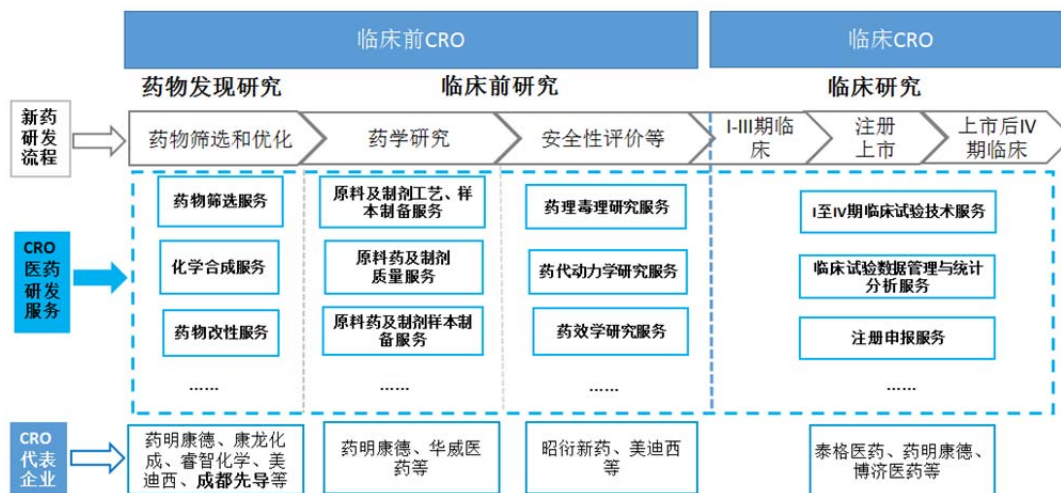 临床前CRO
临床CRO
药物发现研究
临床前研究
临床研究
新药
研发
流程
药物筛选和优化
药学研究
安全性评价等
I-III期临
床
注册
上市
上市后IV
期临床
CRO
医药
研发
服务
药物筛选服务
化学合成服务
药物改性服务
……
原料及制剂工艺、样
本制备服务
原料药及制剂
质量服务
原料药及制剂样本制
备服务
……
药理毒理研究服务
药代动力学研究服务
药效学研究服务
……
I至IV期临床试验技术服务
临床试验数据管理与统计
分析服务
注册申报服务
……
CRO
代表
企业
药明康德、康龙化
成、睿智化学、美
迪西、成都先导等
药明康德、华威医
药等
昭衍新药、美迪西
等
泰格医药、药明康德、
博济医药等